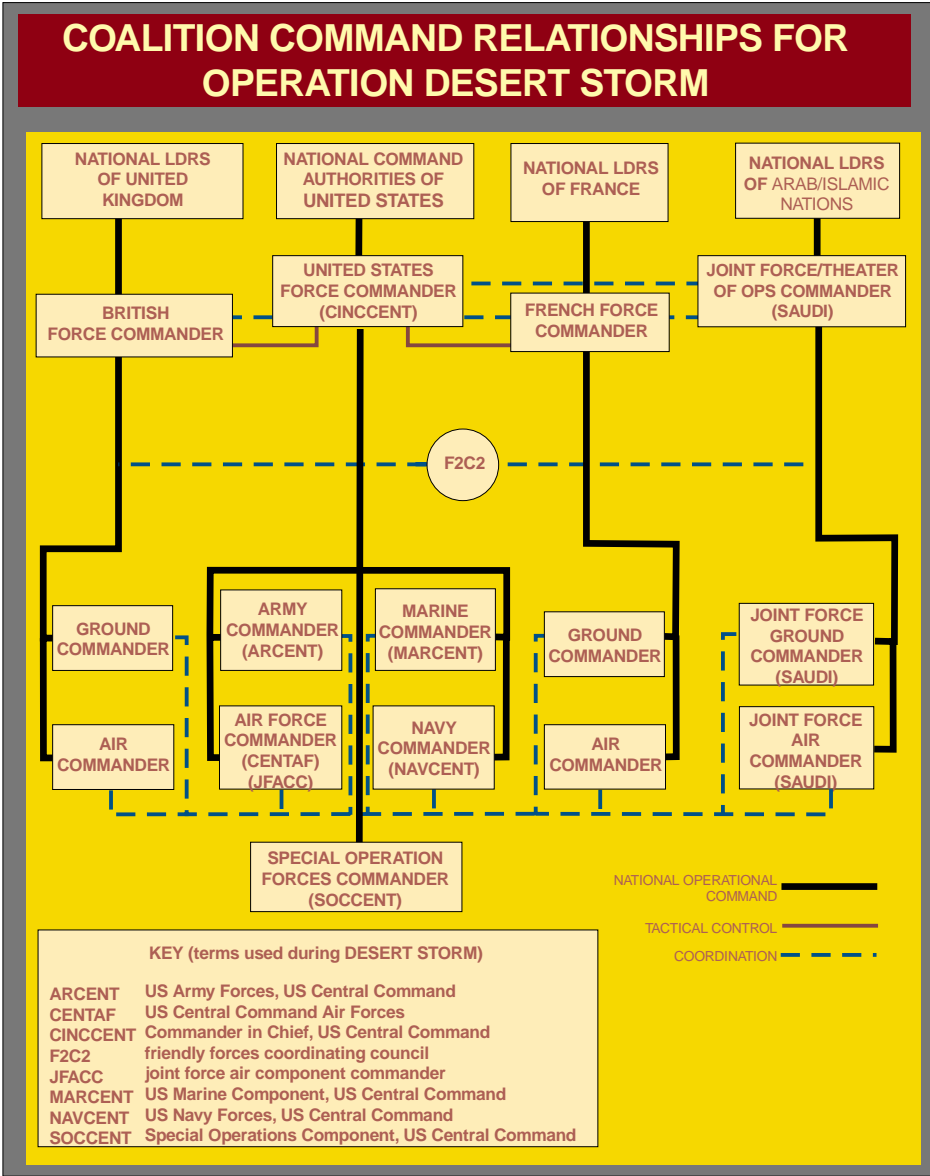 COALITION COMMAND RELATIONSHIPS FOR
OPERATION DESERT STORM
NATIONAL LDRS
OF UNITED
KINGDOM
NATIONAL COMMAND
AUTHORITIES OF
UNITED STATES
NATIONAL LDRS
OF FRANCE
NATIONAL LDRS
OF ARAB/ISLAMIC
NATIONS
BRITISH
FORCE COMMANDER
UNITED STATES
FORCE COMMANDER
(CINCCENT)
FRENCH FORCE
COMMANDER
JOINT FORCE/THEATER
OF OPS COMMANDER
(SAUDI)
F2C2
GROUND
COMMANDER
ARMY
COMMANDER
(ARCENT)
MARINE
COMMANDER
(MARCENT)
GROUND
COMMANDER
JOINT FORCE
GROUND
COMMANDER
(SAUDI)
AIR
COMMANDER
AIR FORCE
COMMANDER
(CENTAF)
(JFACC)
NAVY
COMMANDER
(NAVCENT)
AIR
COMMANDER
JOINT FORCE
AIR
COMMANDER
(SAUDI)
SPECIAL OPERATION
FORCES COMMANDER
(SOCCENT)
NATIONAL OPERATIONAL
COMMAND
TACTICAL CONTROL
COORDINATION
KEY (terms used during DESERT STORM)
ARCENT US Army Forces, US Central Command
CENTAF US Central Command Air Forces
CINCCENT Commander in Chief, US Central Command
F2C2 friendly forces coordinating council
JFACC joint force air component commander
MARCENT US Marine Component, US Central Command
NAVCENT US Navy Forces, US Central Command
SOCCENT Special Operations Component, US Central Command